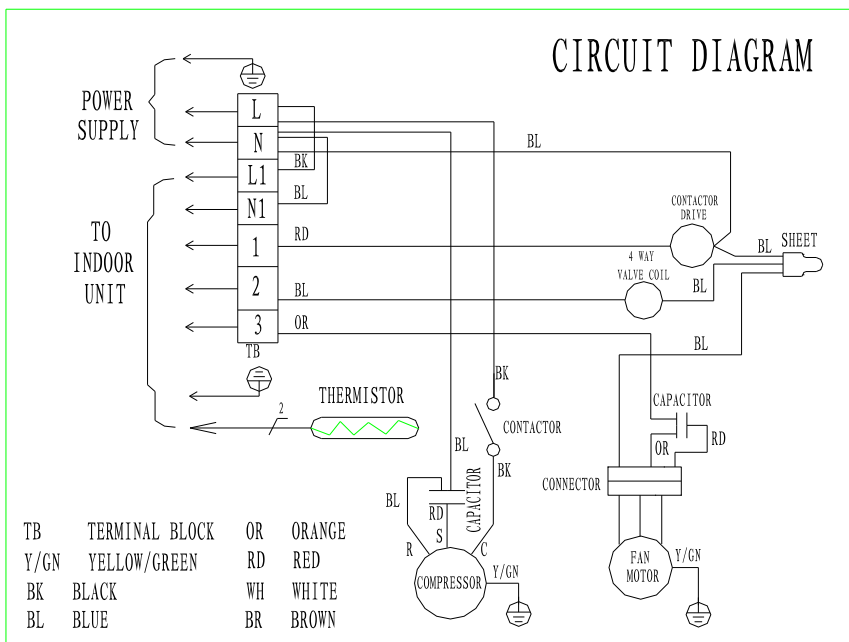 CIRCUIT DIAGRAM
POWER
SUPPLY
L
N
BK
L1
BL
N1
BL
CONTACTOR
DRIVE
TO
INDOOR
UNIT
1
RD
BL
SHEET
4 WAY
VALVE COIL
2
BL
BL
3
OR
TB
BL
THERMISTOR
2
BK
CONTACTOR
BK
CAPACITOR
RD
OR
BL
CAPACITOR
BL
RD
CONNECTOR
R
S
C
COMPRESSOR
Y/GN
FAN
MOTOR
Y/GN
TB TERMINAL BLOCK OR ORANGE
Y/GN YELLOW/GREEN RD RED
BK BLACK WH WHITE
BL BLUE BR BROWN